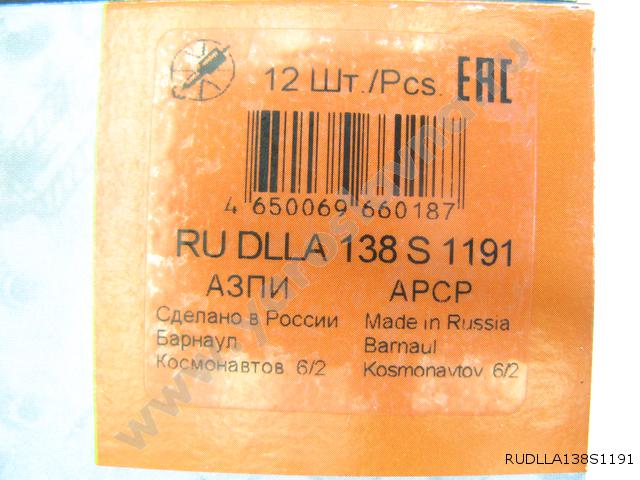 12 Шт./Pcs. EAC
4 650069 660187
RU DLLA 138 S 1191
АЗПИ APCP
Сделано в России Made in Russia
Барнаул Barnaul
Космонавтов 6/2 Kosmonavtov 6/2
RUDLLA138S1191